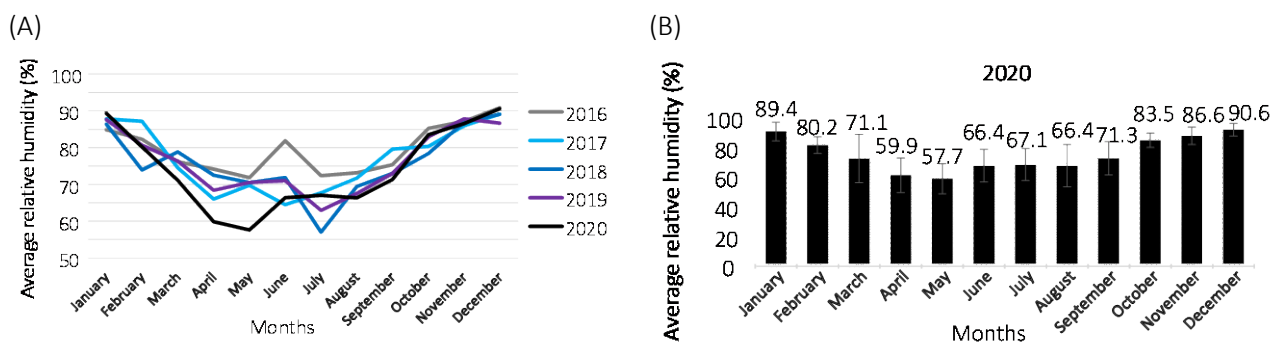 (A)
Average relative humidity (%)
100
90
80
70
60
50
January
February
March
April
May
June
July
August
September
October
November
December
Months
2016
2017
2018
2019
2020
(B)
2020
Average relative humidity (%)
100
80
60
40
20
0
89.4
80.2
71.1
59.9
57.7
66.4
67.1
66.4
71.3
83.5
86.6
90.6
January
February
March
April
May
June
July
August
September
October
November
December
Months